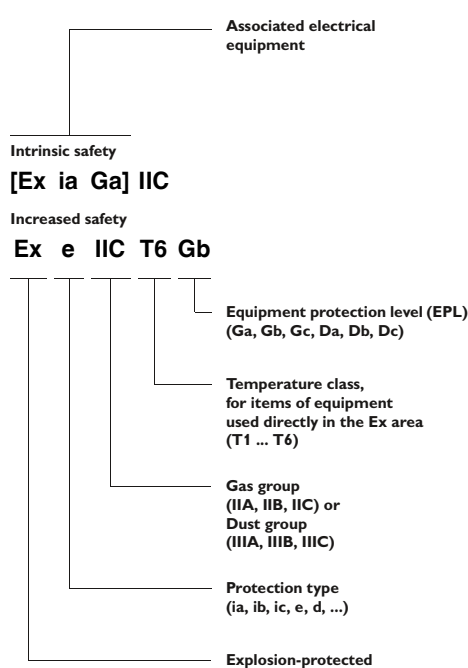 Associated electrical
equipment
Intrinsic safety
[Ex ia Ga] IIC
Increased safety
Ex e IIC T6 Gb
Equipment protection level (EPL)
(Ga, Gb, Gc, Da, Db, Dc)
Temperature class,
for items of equipment
used directly in the Ex area
(T1 ... T6)
Gas group
(IIA, IIB, IIC) or
Dust group
(IIIA, IIIB, IIIC)
Protection type
(ia, ib, ic, e, d, ...)
Explosion-protected